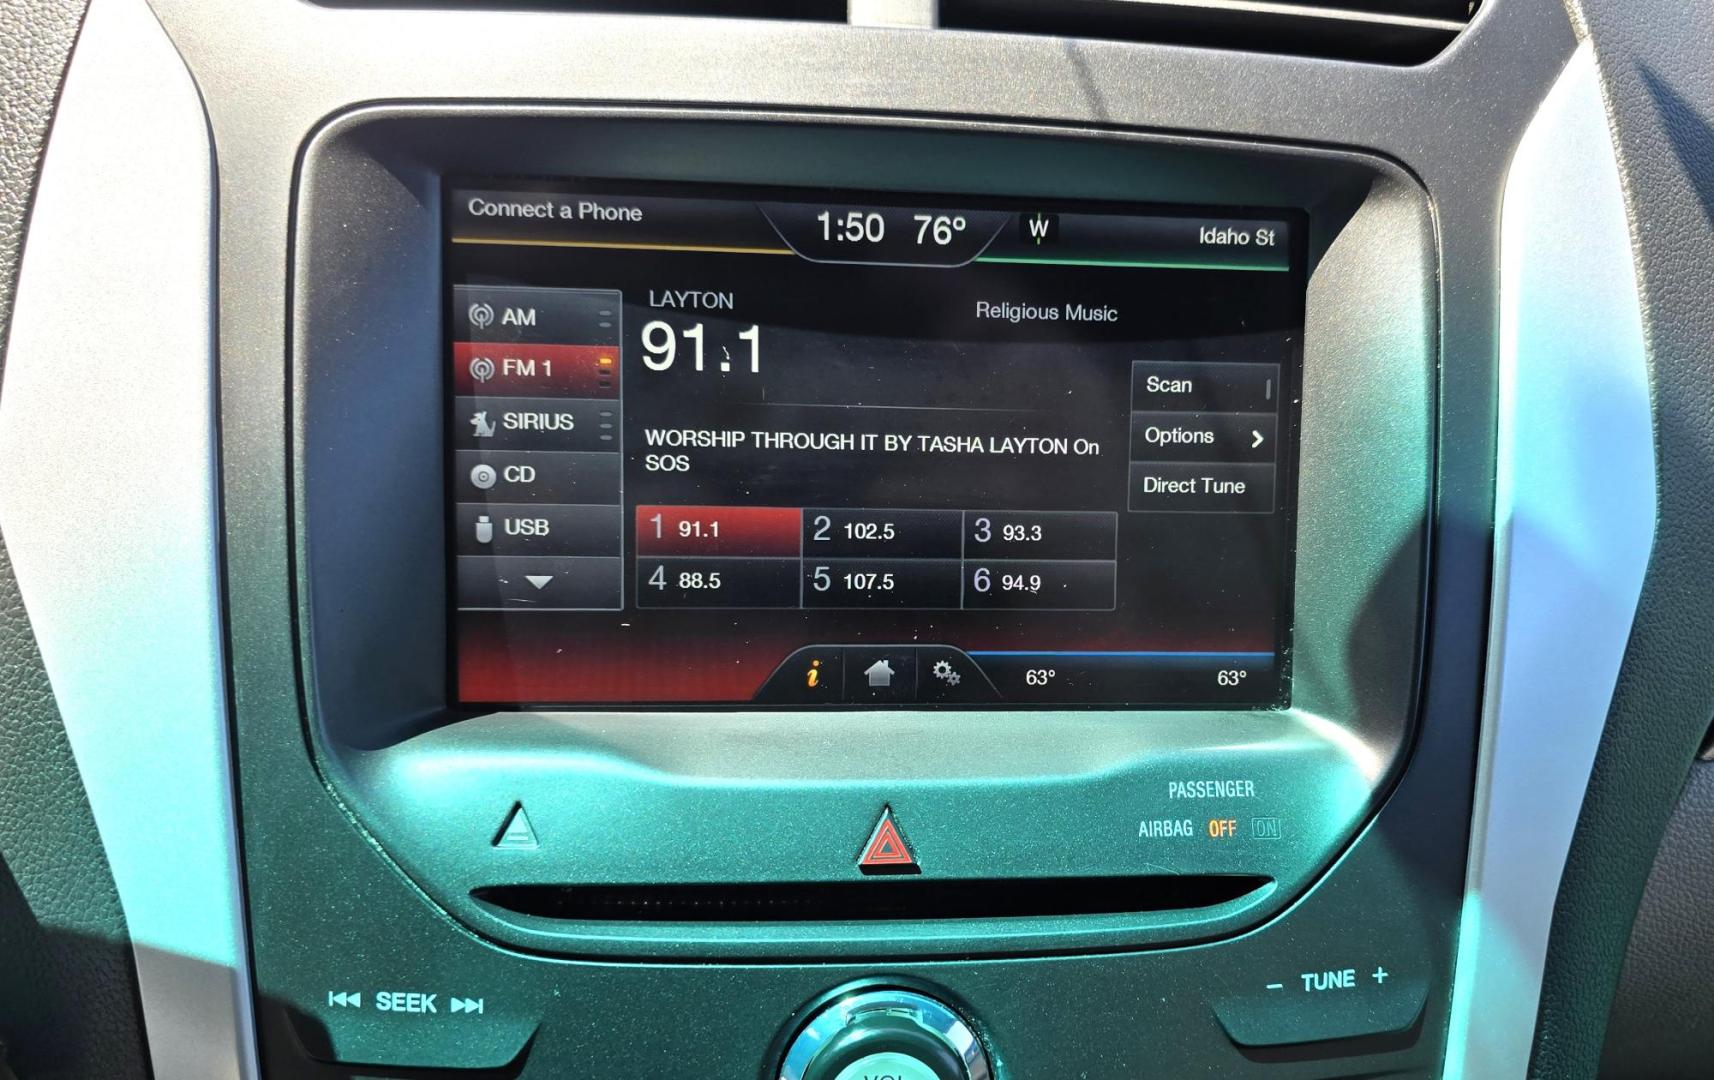 Connect a Phone
1:50 76°
W
Idaho St
AM
FM 1
SIRIUS
CD
USB
LAYTON
Religious Music
91.1
WORSHIP THROUGH IT BY TASHA LAYTON On
SOS
Scan
Options
Direct Tune
1 91.1
2 102.5
3 93.3
4 88.5
5 107.5
6 94.9
i
63°
63°
PASSENGER
AIRBAG OFF ON
SEEK
- TUNE +
VOL